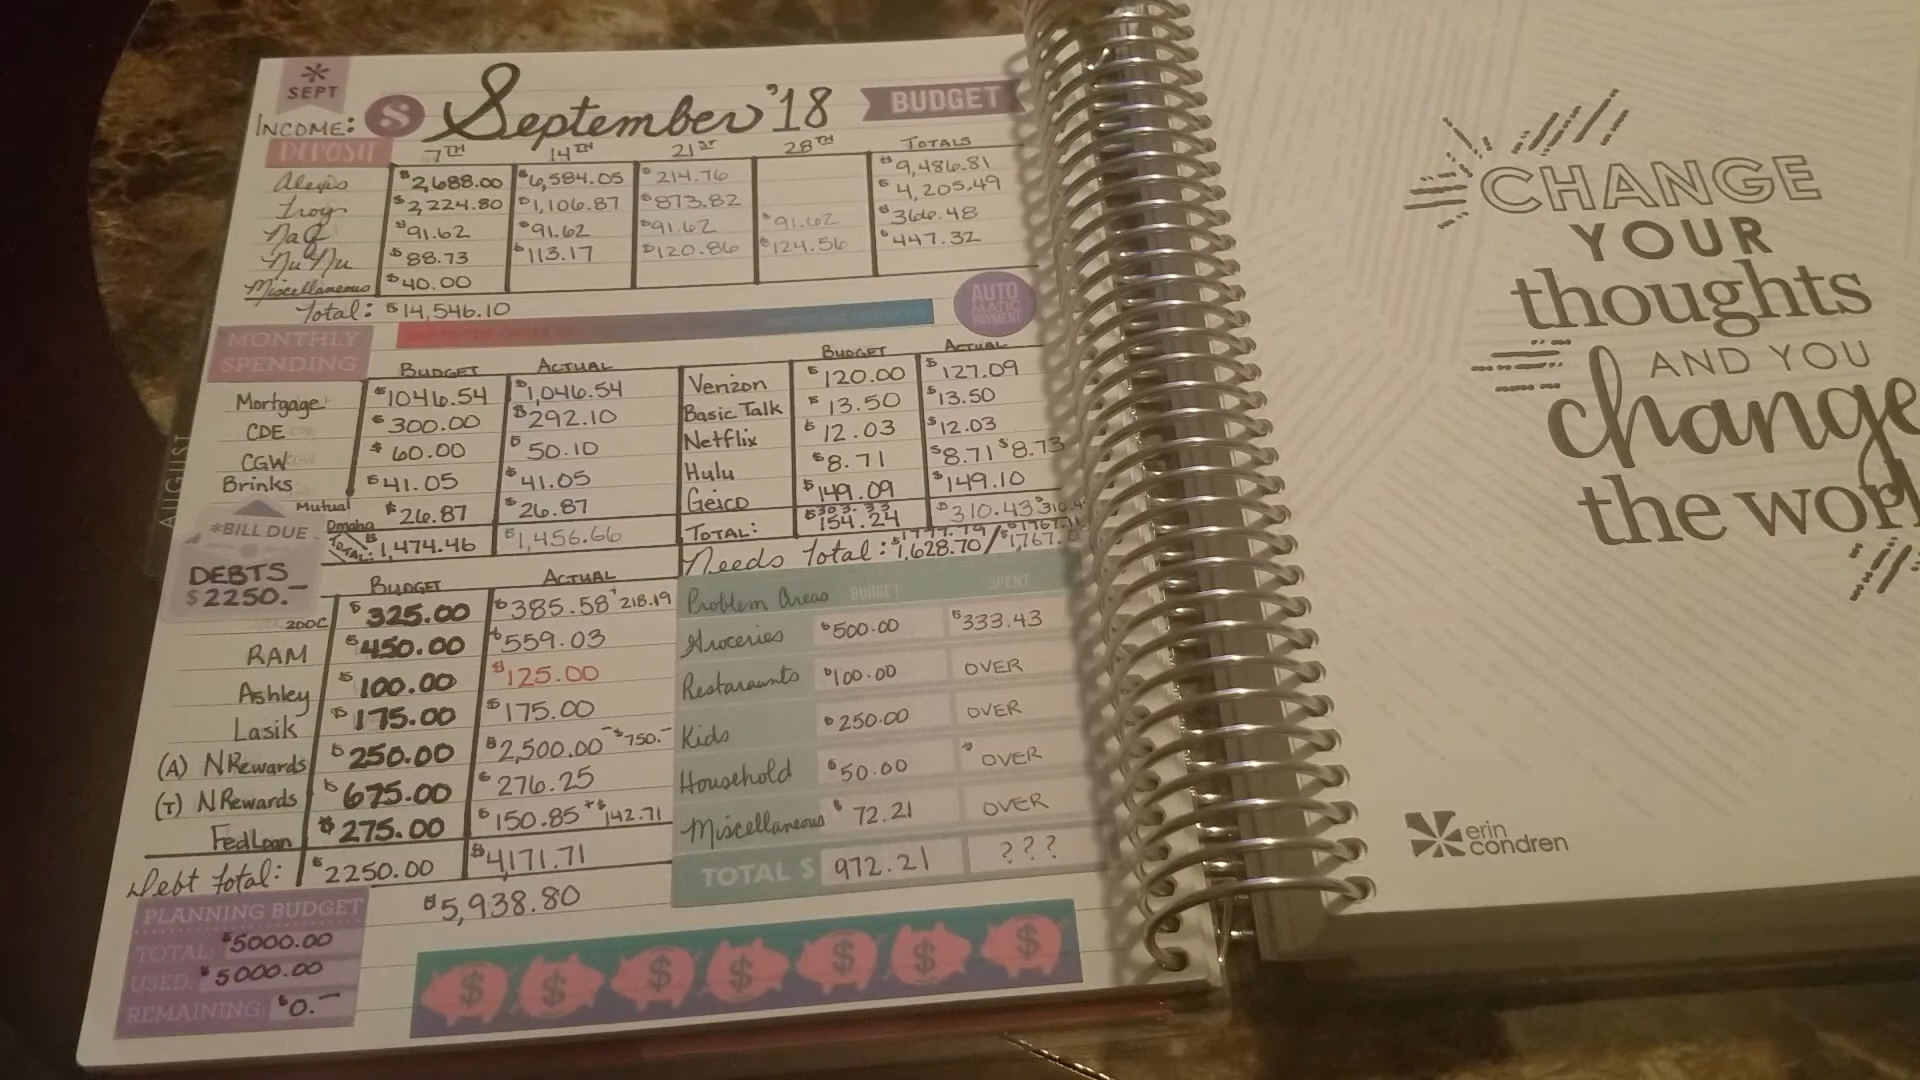 * SEPT
$ September '18 BUDGET
INCOME:
DEPOSIT 7TH 14TH 21ST 28TH TOTALS
Alexis $2,688.00 $6,584.05 $214.76 $9,486.81
Troy $2,224.80 $1,106.87 $873.82 $4,205.49
$91.62 $91.62 $91.62 $91.62 $366.48
NuNu $88.73 $113.17 $120.86 $124.56 $447.32
Miscellaneous $40.00
Total: $14,546.10
AUTO MATIC PAYMENT
MONTHLY SPENDING
BUDGET ACTUAL
Mortgage $1046.54 $1,046.54
CDE $300.00 $292.10
CGW $60.00 $50.10
Brinks $41.05 $41.05
Mutual Omaha $26.87 $26.87
TOTAL: $1,474.46 $1,456.66
BUDGET ACTUAL
Verizon $120.00 $127.09
Basic Talk $13.50 $13.50
Netflix $12.03 $12.03
Hulu $8.71 $8.71 $8.73
Geico $149.09 $149.10
TOTAL: $303.33 154.24 $310.43
Needs Total: $1777.79 $1,628.70 /
AUGUST
*BILL DUE
DEBTS
$2250.-
BUDGET ACTUAL
200C $325.00 $385.58 + 218.19
RAM $450.00 $559.03
Ashley $100.00 $125.00
Lasik $175.00 $175.00
(A) NRewards $250.00 $2,500.00 - $750.-
(T) NRewards $675.00 $276.25
FedLoan $275.00 $150.85 + $142.71
Debt Total: $2250.00 $4,171.71
$5,938.80
Problem Areas BUDGET SPENT
Groceries $500.00 $333.43
Restaraunts $100.00 OVER
Kids $250.00 OVER
Household $50.00 OVER
Miscellaneous $72.21 OVER
TOTAL $ 972.21 ???
PLANNING BUDGET
TOTAL: $5000.00
USED: $5000.00
REMAINING: $0.-
CHANGE
YOUR
thoughts
AND YOU
change
the
erin condren